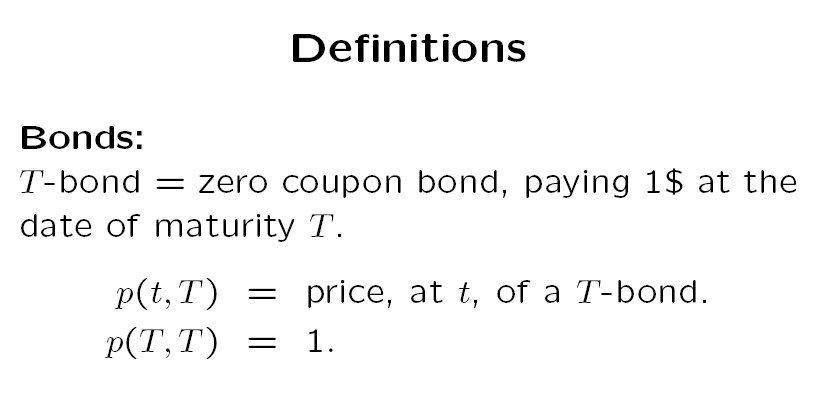 Definitions
Bonds:
T-bond = zero coupon bond, paying 1$ at the
date of maturity T.
p(t, T) = price, at t, of a T-bond.
p(T, T) = 1.